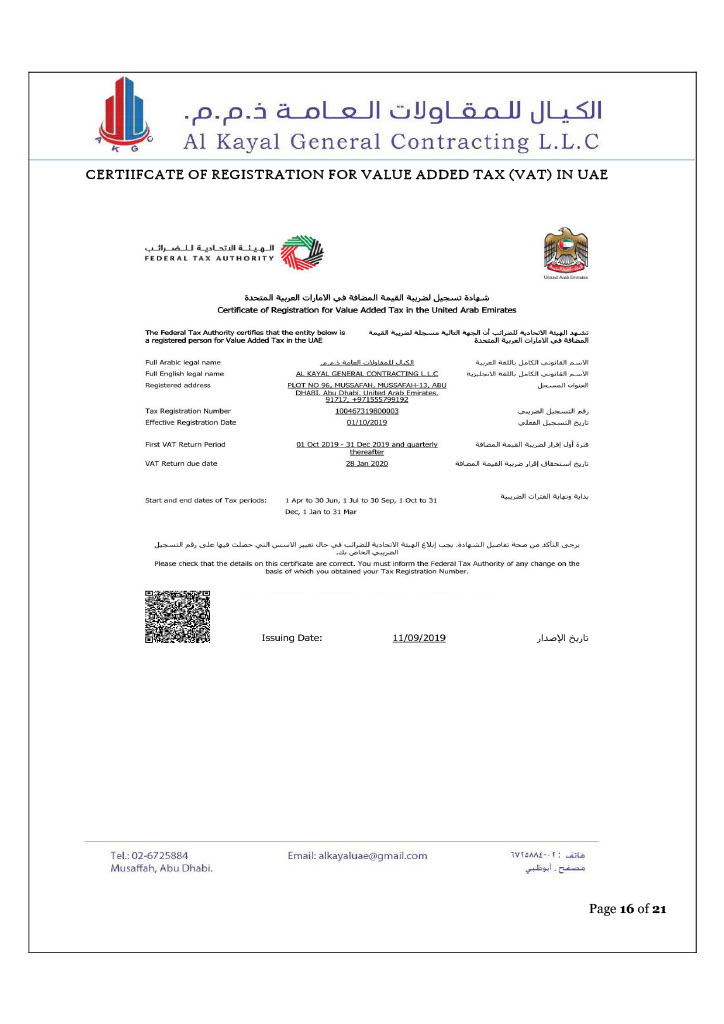 الكيـال للـمقـاولات الـعـامـة ذ.م.م.
Al Kayal General Contracting L.L.C
A K G C
CERTIIFCATE OF REGISTRATION FOR VALUE ADDED TAX (VAT) IN UAE
الـهـيـئـة الاتـحـاديـة للـضـرائـب
FEDERAL TAX AUTHORITY
United Arab Emirates
شهادة تسجيل لضريبة القيمة المضافة في الامارات العربية المتحدة
Certificate of Registration for Value Added Tax in the United Arab Emirates
The Federal Tax Authority certifies that the entity below is
a registered person for Value Added Tax in the UAE
تشهد الهيئة الاتحادية للضرائب أن الجهة التالية مسجلة لضريبة القيمة
المضافة في الامارات العربية المتحدة
Full Arabic legal name الكيال للمقاولات العامة ذ.م.م. الاسم القانوني الكامل باللغة العربية
Full English legal name AL KAYAL GENERAL CONTRACTING L.L.C الاسم القانوني الكامل باللغة الانجليزية
Registered address PLOT NO 96, MUSSAFAH, MUSSAFAH-13, ABU العنوان المسجل
DHABI, Abu Dhabi, United Arab Emirates,
91717, +971555799192
Tax Registration Number 100467319800003 رقم التسجيل الضريبي
Effective Registration Date 01/10/2019 تاريخ التسجيل الفعلي
First VAT Return Period 01 Oct 2019 - 31 Dec 2019 and quarterly فترة أول إقرار لضريبة القيمة المضافة
thereafter
VAT Return due date 28 Jan 2020 تاريخ استحقاق إقرار ضريبة القيمة المضافة
Start and end dates of Tax periods: 1 Apr to 30 Jun, 1 Jul to 30 Sep, 1 Oct to 31 بداية ونهاية الفترات الضريبية
Dec, 1 Jan to 31 Mar
يرجى التأكد من صحة تفاصيل الشهادة. يجب إبلاغ الهيئة الاتحادية للضرائب في حال تغيير الاسس التي حصلت فيها على رقم التسجيل
الضريبي الخاص بك.
Please check that the details on this certificate are correct. You must inform the Federal Tax Authority of any change on the
basis of which you obtained your Tax Registration Number.
Issuing Date: 11/09/2019 تاريخ الإصدار
Tel.: 02-6725884 Email: alkayaluae@gmail.com هاتف : ٠٢-٦٧٢٥٨٨٤
Musaffah, Abu Dhabi. مصفح . أبوظبي
Page 16 of 21